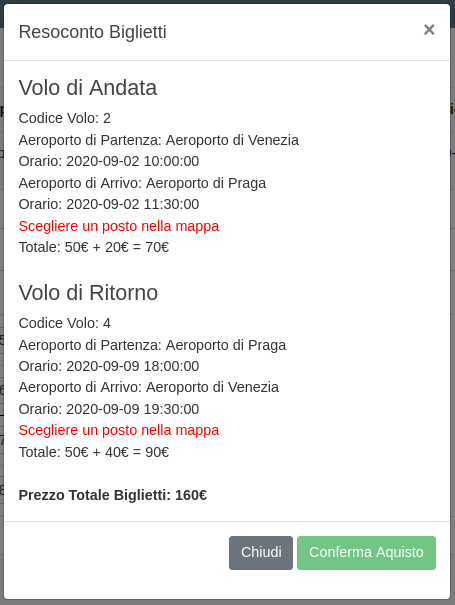 Resoconto Biglietti
×
Volo di Andata
Codice Volo: 2
Aeroporto di Partenza: Aeroporto di Venezia
Orario: 2020-09-02 10:00:00
Aeroporto di Arrivo: Aeroporto di Praga
Orario: 2020-09-02 11:30:00
Scegliere un posto nella mappa
Totale: 50€ + 20€ = 70€
Volo di Ritorno
Codice Volo: 4
Aeroporto di Partenza: Aeroporto di Praga
Orario: 2020-09-09 18:00:00
Aeroporto di Arrivo: Aeroporto di Venezia
Orario: 2020-09-09 19:30:00
Scegliere un posto nella mappa
Totale: 50€ + 40€ = 90€
Prezzo Totale Biglietti: 160€
Chiudi
Conferma Aquisto